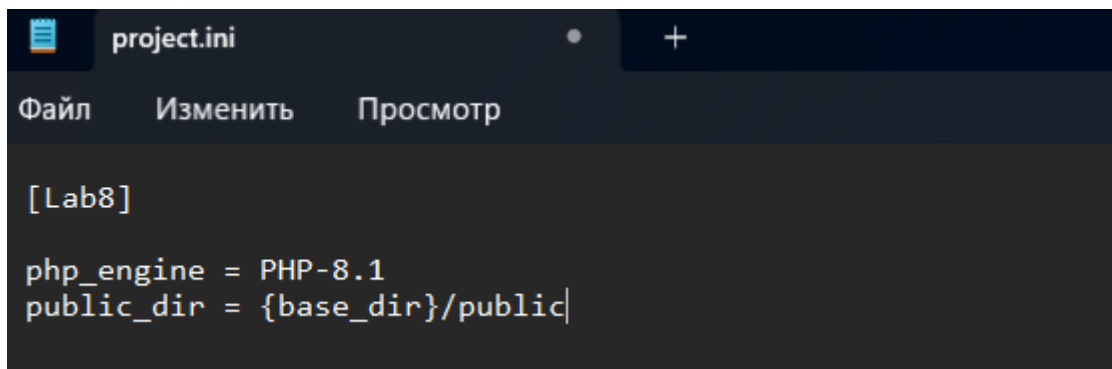 project.ini
Файл Изменить Просмотр
[Lab8]
php_engine = PHP-8.1
public_dir = {base_dir}/public